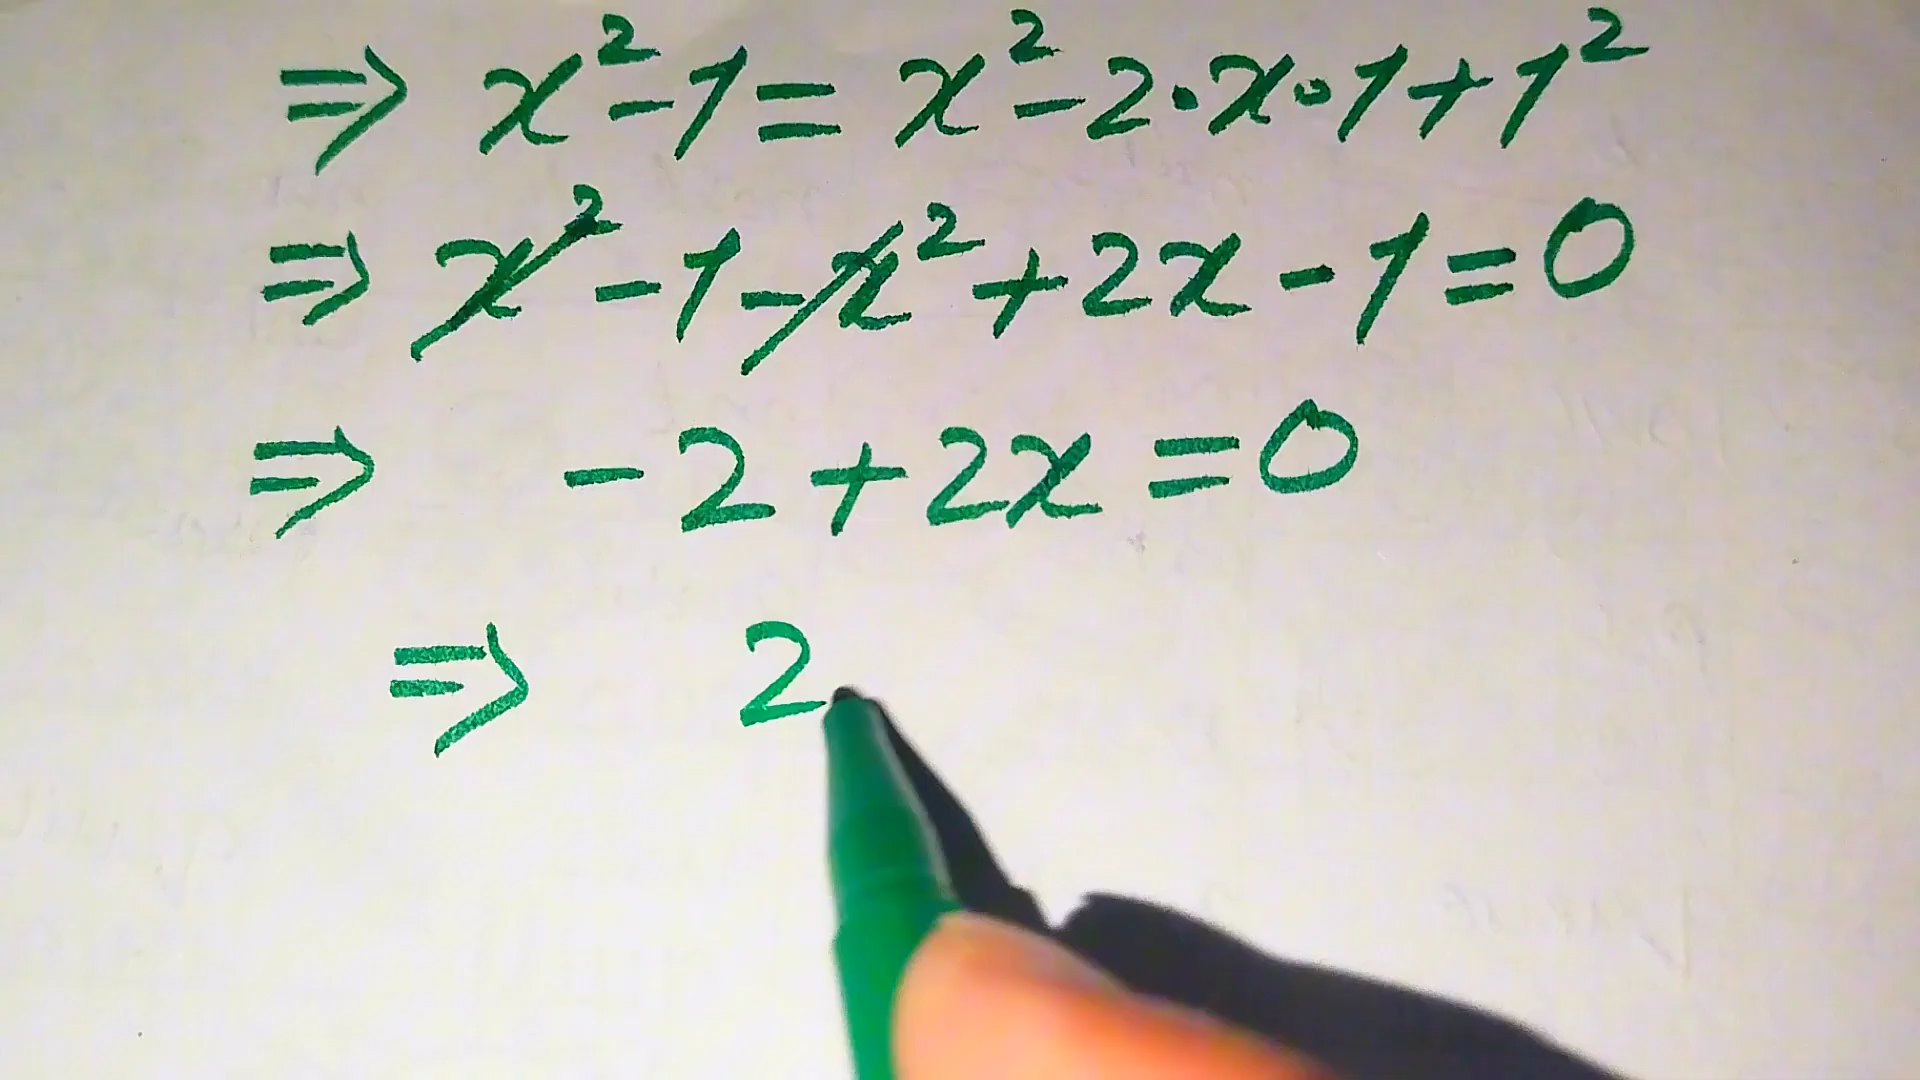 ⇒ x²-1= x²-2·x·1+1²
⇒ x²-1-x²+2x-1=0
⇒ -2+2x=0
⇒ 2